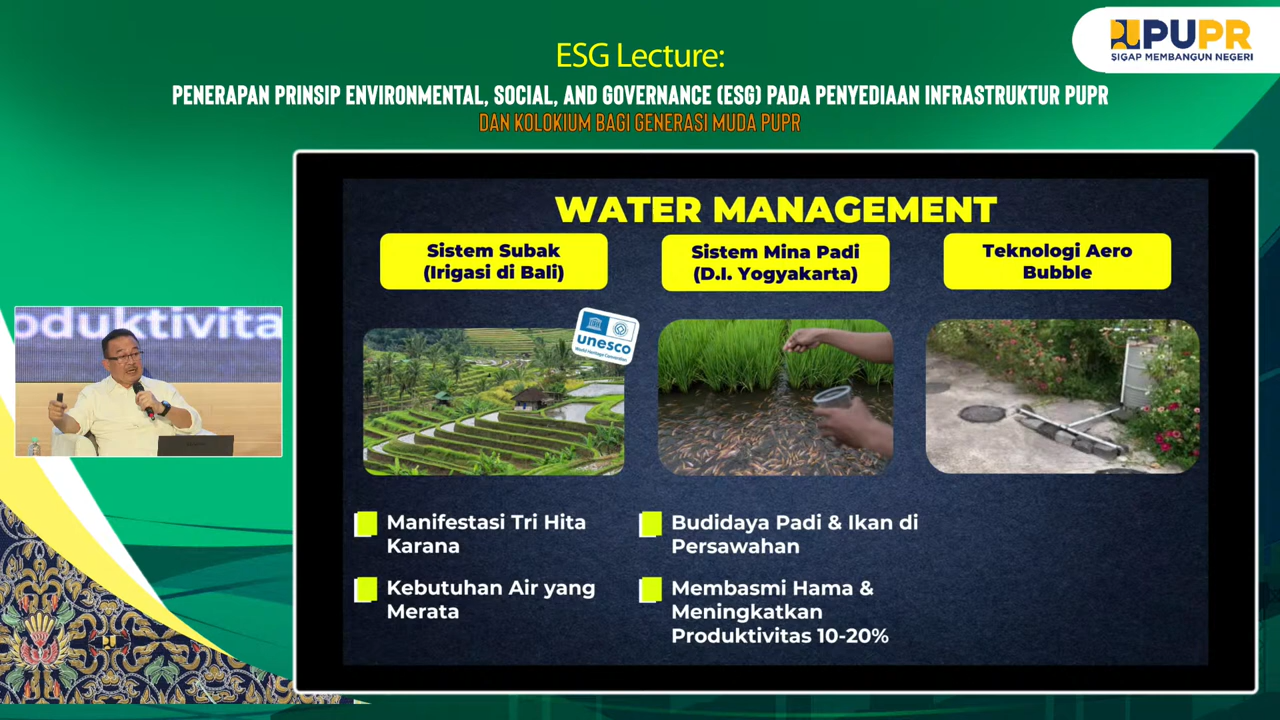 ESG Lecture:
PENERAPAN PRINSIP ENVIRONMENTAL, SOCIAL, AND GOVERNANCE (ESG) PADA PENYEDIAAN INFRASTRUKTUR PUPR
DAN KOLOKIUM BAGI GENERASI MUDA PUPR
PUPR
SIGAP MEMBANGUN NEGERI
oduktivita
WATER MANAGEMENT
Sistem Subak
(Irigasi di Bali)
Sistem Mina Padi
(D.I. Yogyakarta)
Teknologi Aero
Bubble
unesco
World Heritage Convention
Manifestasi Tri Hita
Karana
Kebutuhan Air yang
Merata
Budidaya Padi & Ikan di
Persawahan
Membasmi Hama &
Meningkatkan
Produktivitas 10-20%